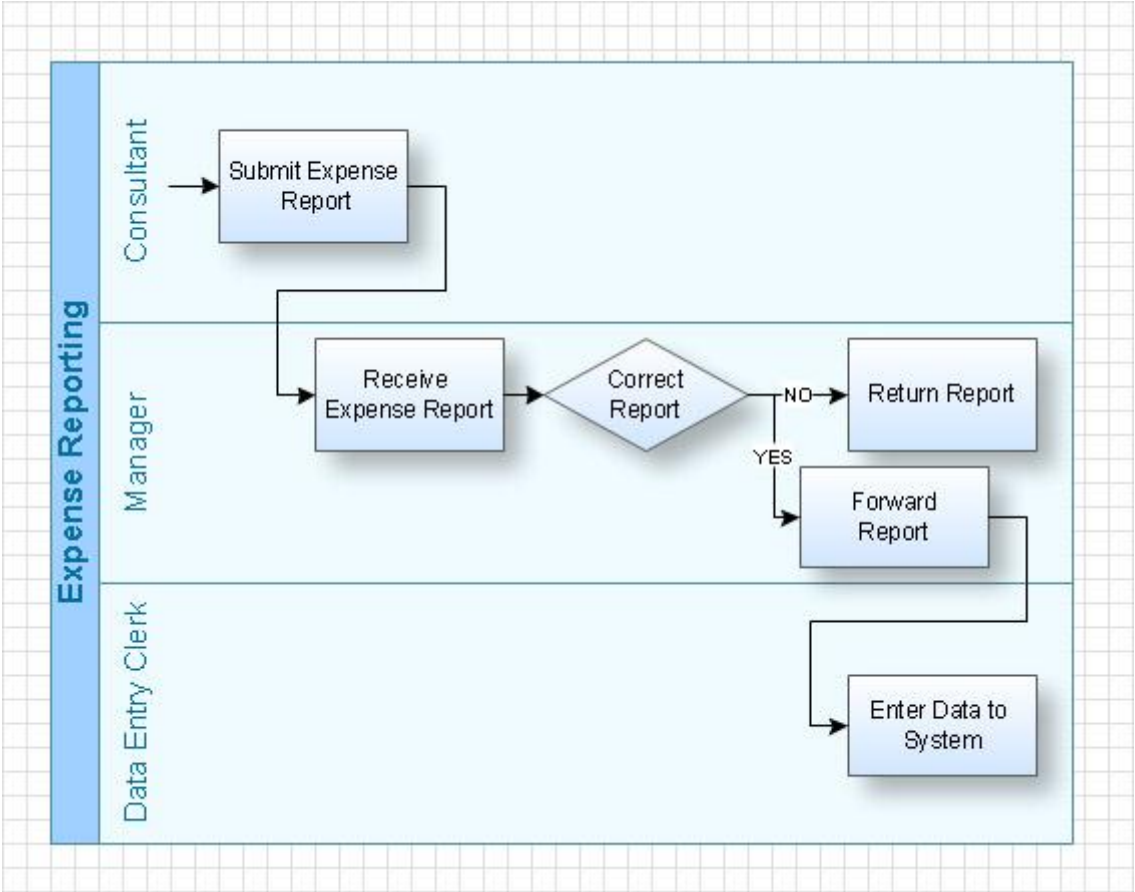 Expense Reporting
Consultant
Submit Expense
Report
Manager
Receive
Expense Report
Correct
Report
NO
Return Report
YES
Forward
Report
Data Entry Clerk
Enter Data to
System